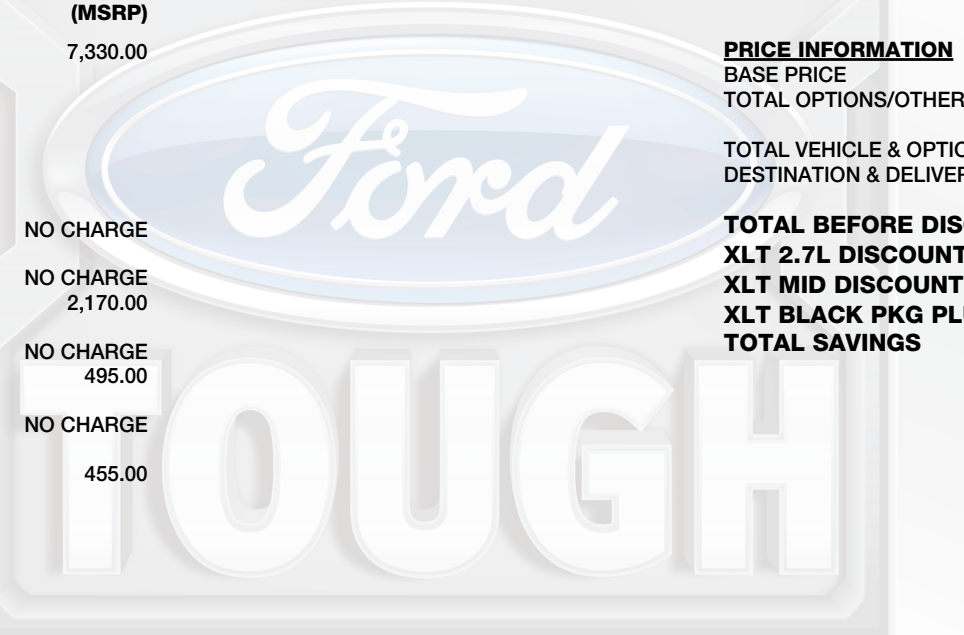 (MSRP)
7,330.00
NO CHARGE
NO CHARGE
2,170.00
NO CHARGE
495.00
NO CHARGE
455.00
PRICE INFORMATION
BASE PRICE
TOTAL OPTIONS/OTHER
TOTAL VEHICLE & OPTIO
DESTINATION & DELIVER
TOTAL BEFORE DIS
XLT 2.7L DISCOUNT
XLT MID DISCOUNT
XLT BLACK PKG PL
TOTAL SAVINGS
Ford
TOUGH